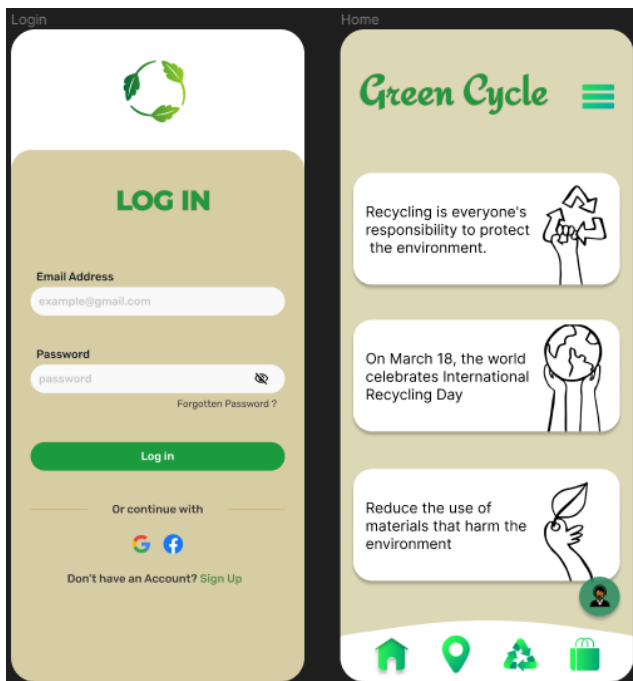 Login
LOG IN
Email Address
example@gmail.com
Password
password
Forgotten Password ?
Log in
Or continue with
Don't have an Account? Sign Up
Home
Green Cycle
Recycling is everyone's
responsibility to protect
the environment.
On March 18, the world
celebrates International
Recycling Day
Reduce the use of
materials that harm the
environment